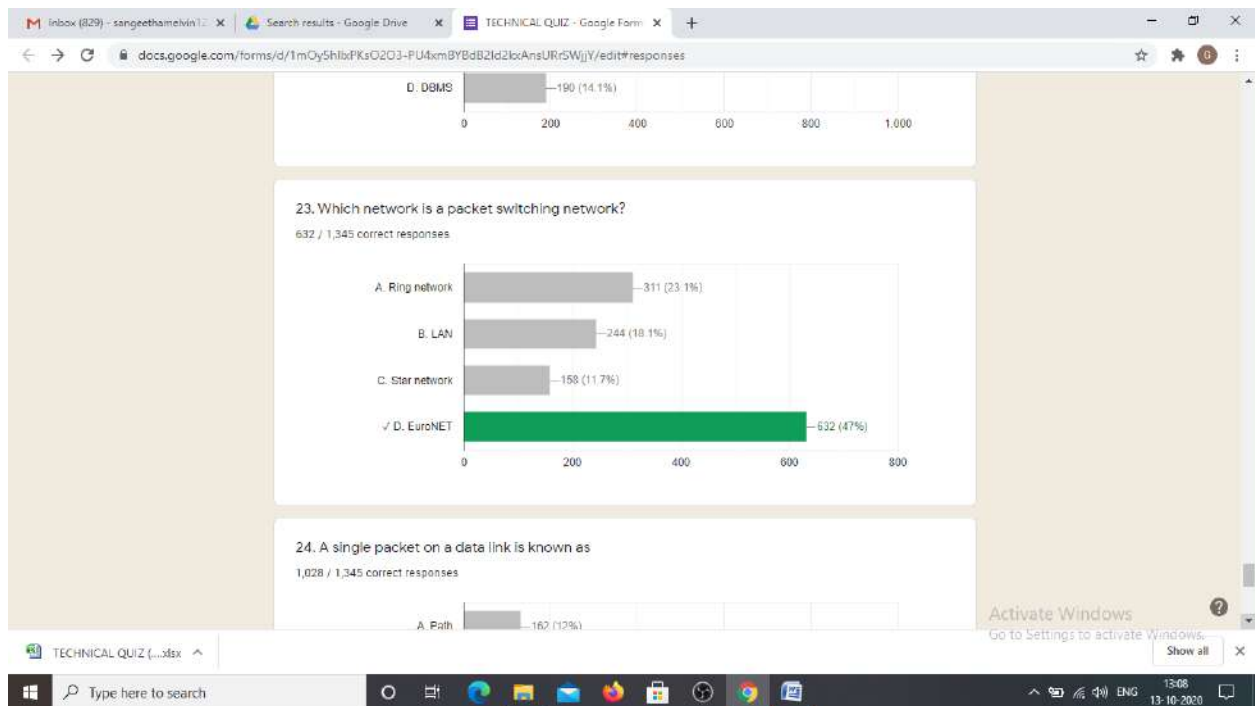 Inbox (829) - sangeethamelvin12 Search results - Google Drive TECHNICAL QUIZ - Google Form
docs.google.com/forms/d/
D. DBMS 190 (14.1%)
0 200 400 600 800 1,000
23. Which network is a packet switching network?
632 / 1,345 correct responses
A. Ring network 311 (23.1%)
B. LAN 244 (18.1%)
C. Star network 158 (11.7%)
✓ D. EuroNET 632 (47%)
0 200 400 600 800
24. A single packet on a data link is known as
1,028 / 1,345 correct responses
A. Path 162 (12%)
Activate Windows
Go to Settings to activate Windows.
TECHNICAL QUIZ (....xlsx Show all
Type here to search ENG 13:08
13-10-2020